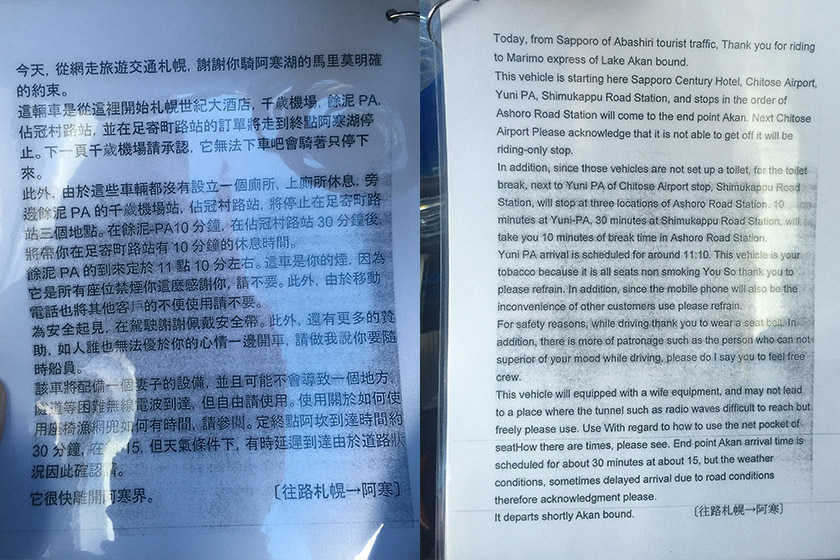 今天，從網走旅遊交通札幌，謝謝你騎阿寒湖的馬里莫明確
的約束。
這輛車是從這裡開始札幌世紀大酒店，千歲機場，餘泥 PA，
佔冠村路站，並在足寄町路站的訂單將走到終點阿寒湖停
止。下一頁千歲機場請承認，它無法下車吧會騎著只停下
來。
此外，由於這些車輛都沒有設立一個廁所，上廁所休息，旁
邊餘泥 PA 的千歲機場站，佔冠村路站，將停止在足寄町路
站三個地點。在餘泥-PA10 分鐘，在佔冠村路站 30 分鐘後，
將帶你在足寄町路站有 10 分鐘的休息時間。
餘泥 PA 的到來定於 11 點 10 分左右。這車是你的煙，因為
它是所有座位禁煙你這麼感謝你，請不要。此外，由於移動
電話也將其他客戶的不便使用請不要。
為安全起見，在駕駛謝謝佩戴安全帶。此外，還有更多的贊
助，如人誰也無法優於你的心情一邊開車，請做我說你要隨
時船員。
該車將配備一個妻子的設備，並且可能不會導致一個地方，
隧道等困難無線電波到達，但自由請使用。使用關於如何使
用座椅漁網兜如何有時間，請參閱。定終點阿坎到達時間約
30 分鐘，在約 15，但天氣條件下，有時延遲到達由於道路狀
況因此確認請。
它很快離開阿寒界。 〔往路札幌→阿寒〕
Today, from Sapporo of Abashiri tourist traffic, Thank you for riding
to Marimo express of Lake Akan bound.
This vehicle is starting here Sapporo Century Hotel, Chitose Airport,
Yuni PA, Shimukappu Road Station, and stops in the order of
Ashoro Road Station will come to the end point Akan. Next Chitose
Airport Please acknowledge that it is not able to get off it will be
riding-only stop.
In addition, since those vehicles are not set up a toilet, for the toilet
break, next to Yuni PA of Chitose Airport stop, Shimukappu Road
Station, will stop at three locations of Ashoro Road Station. 10
minutes at Yuni-PA, 30 minutes at Shimukappu Road Station, will
take you 10 minutes of break time in Ashoro Road Station.
Yuni PA arrival is scheduled for around 11:10. This vehicle is your
tobacco because it is all seats non smoking You So thank you to
please refrain. In addition, since the mobile phone will also be the
inconvenience of other customers use please refrain.
For safety reasons, while driving thank you to wear a seat belt. In
addition, there is more of patronage such as the person who can not
superior of your mood while driving, please do I say you to feel free
crew.
This vehicle will equipped with a wife equipment, and may not lead
to a place where the tunnel such as radio waves difficult to reach but
freely please use. Use With regard to how to use the net pocket of
seatHow there are times, please see. End point Akan arrival time is
scheduled for about 30 minutes at about 15, but the weather
conditions, sometimes delayed arrival due to road conditions
therefore acknowledgment please.
It departs shortly Akan bound. 〔往路札幌→阿寒〕